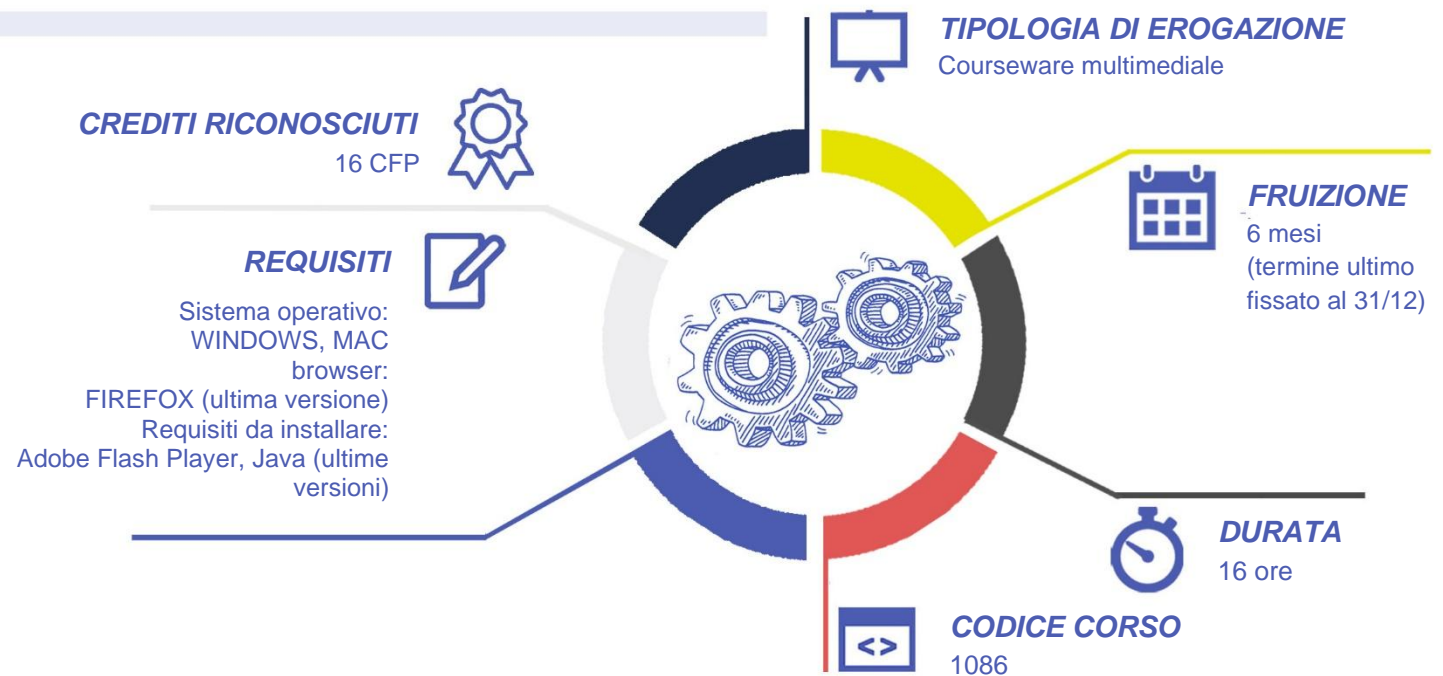 TIPOLOGIA DI EROGAZIONE
Courseware multimediale
CREDITI RICONOSCIUTI
16 CFP
FRUIZIONE
6 mesi
(termine ultimo
fissato al 31/12)
REQUISITI
Sistema operativo:
WINDOWS, MAC
browser:
FIREFOX (ultima versione)
Requisiti da installare:
Adobe Flash Player, Java (ultime
versioni)
DURATA
16 ore
<>
CODICE CORSO
1086